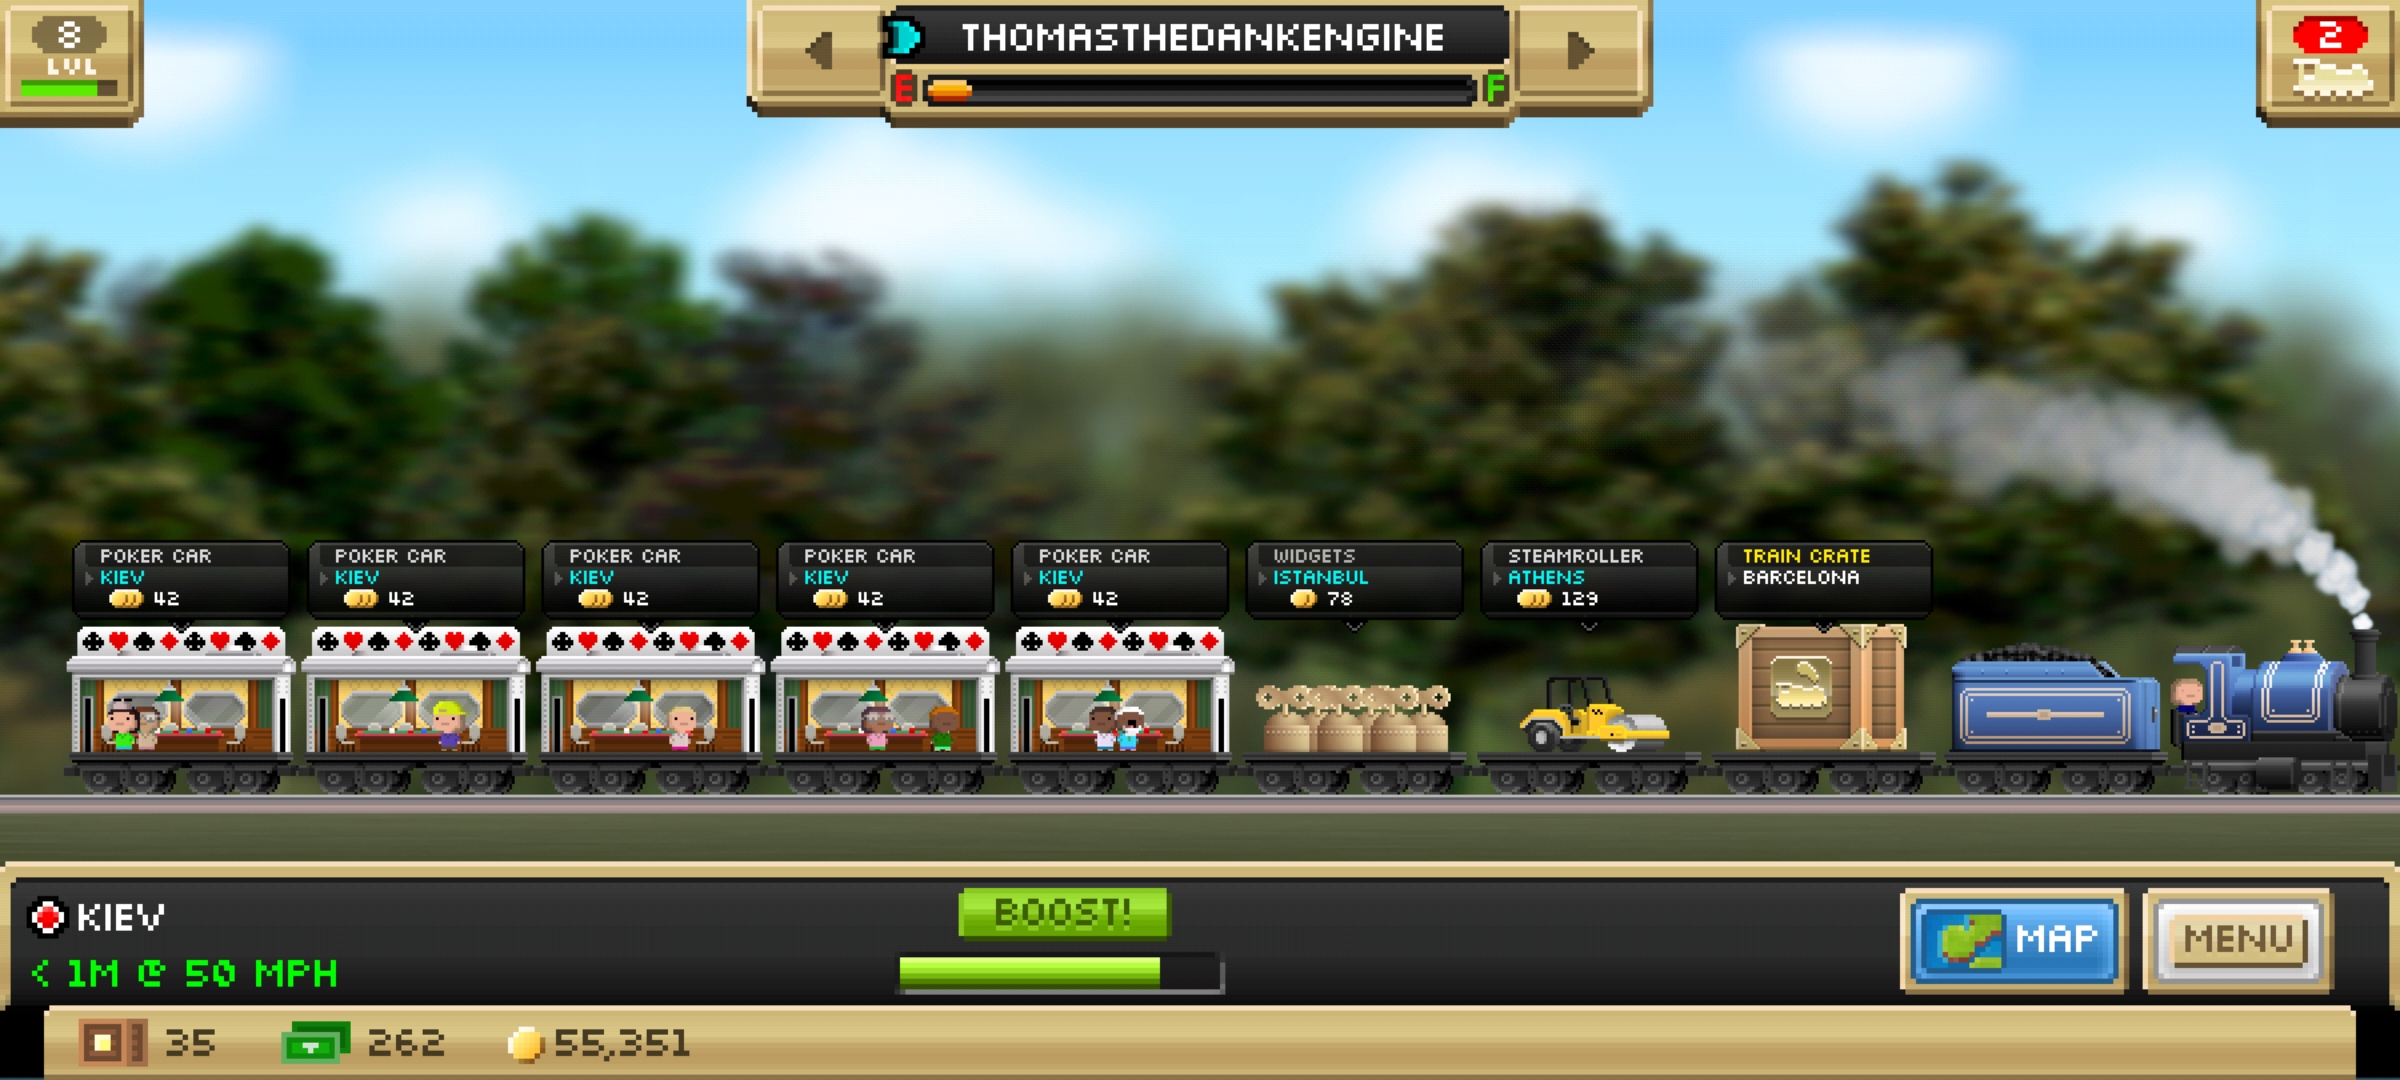 8
LVL
THOMASTHEDANKENGINE
E F
2
POKER CAR
KIEV
42
POKER CAR
KIEV
42
POKER CAR
KIEV
42
POKER CAR
KIEV
42
POKER CAR
KIEV
42
WIDGETS
ISTANBUL
78
STEAMROLLER
ATHENS
129
TRAIN CRATE
BARCELONA
KIEV
< 1M @ 50 MPH
BOOST!
MAP
MENU
35
262
55,351